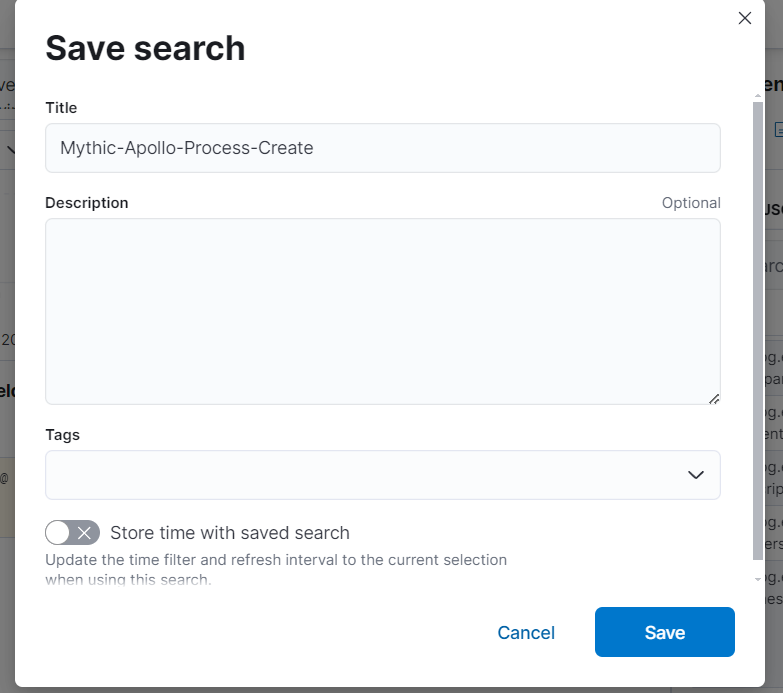 Save search
Title
Mythic-Apollo-Process-Create
Description Optional
Tags
Store time with saved search
Update the time filter and refresh interval to the current selection
when using this search.
Cancel Save